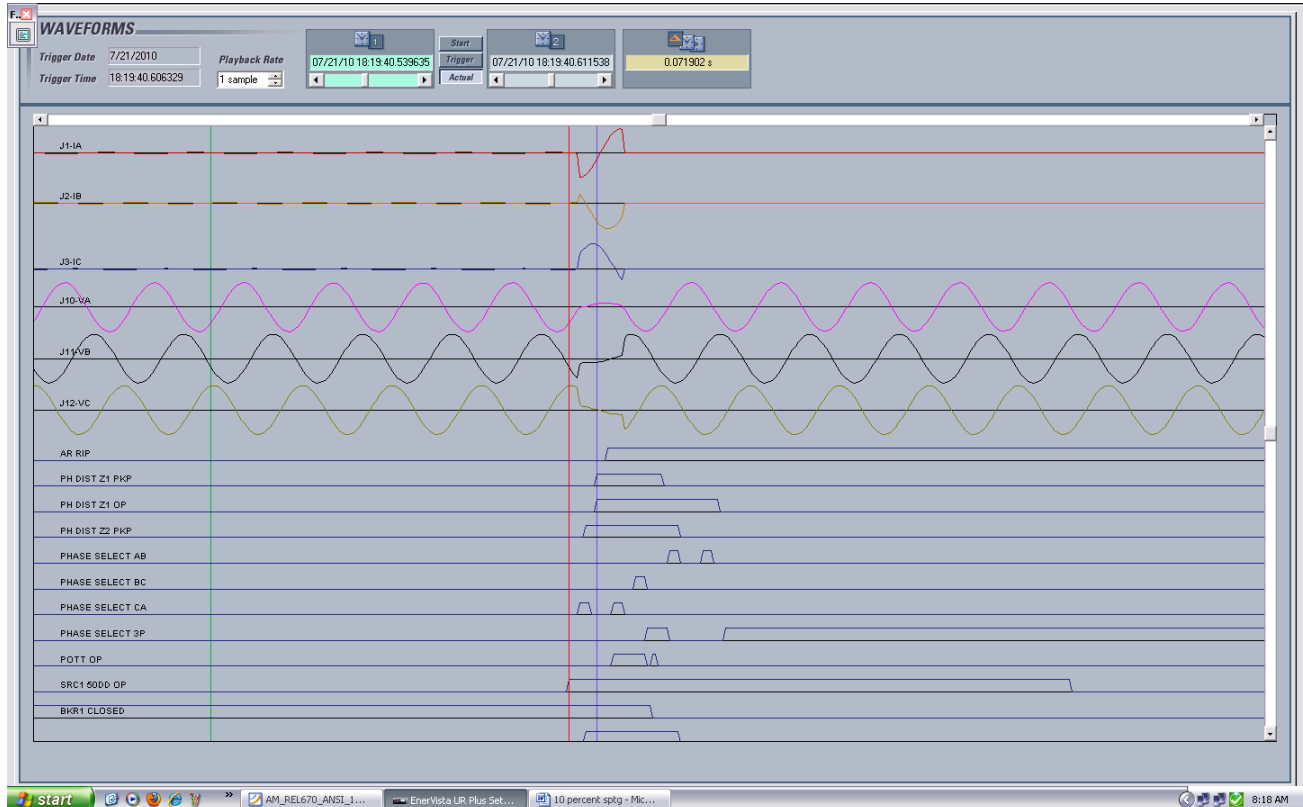 F..
WAVEFORMS
Trigger Date 7/21/2010
Trigger Time 18:19:40.606329
Playback Rate
1 sample
1
07/21/10 18:19:40.539635
Start
Trigger
Actual
2
07/21/10 18:19:40.611538
0.071902 s
J1-IA
J2-IB
J3-IC
J10-VA
J11-VB
J12-VC
AR RIP
PH DIST Z1 PKP
PH DIST Z1 OP
PH DIST Z2 PKP
PHASE SELECT AB
PHASE SELECT BC
PHASE SELECT CA
PHASE SELECT 3P
POTT OP
SRC1 50DD OP
BKR1 CLOSED
start
»
AM_REL670_ANSI_1...
EnerVista UR Plus Set...
10 percent sptg - Mic...
8:18 AM